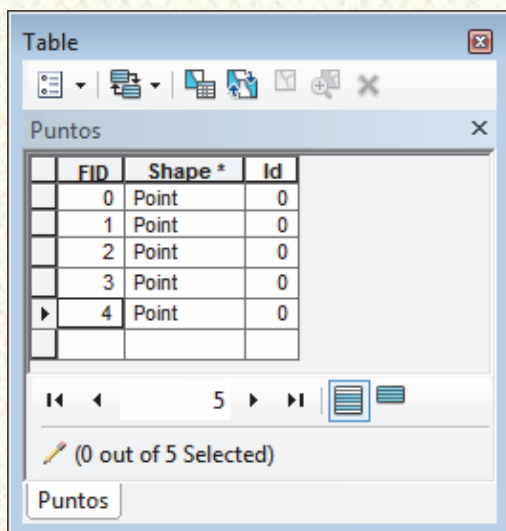 Table
Puntos
FID Shape * Id
0 Point 0
1 Point 0
2 Point 0
3 Point 0
4 Point 0
5
(0 out of 5 Selected)
Puntos